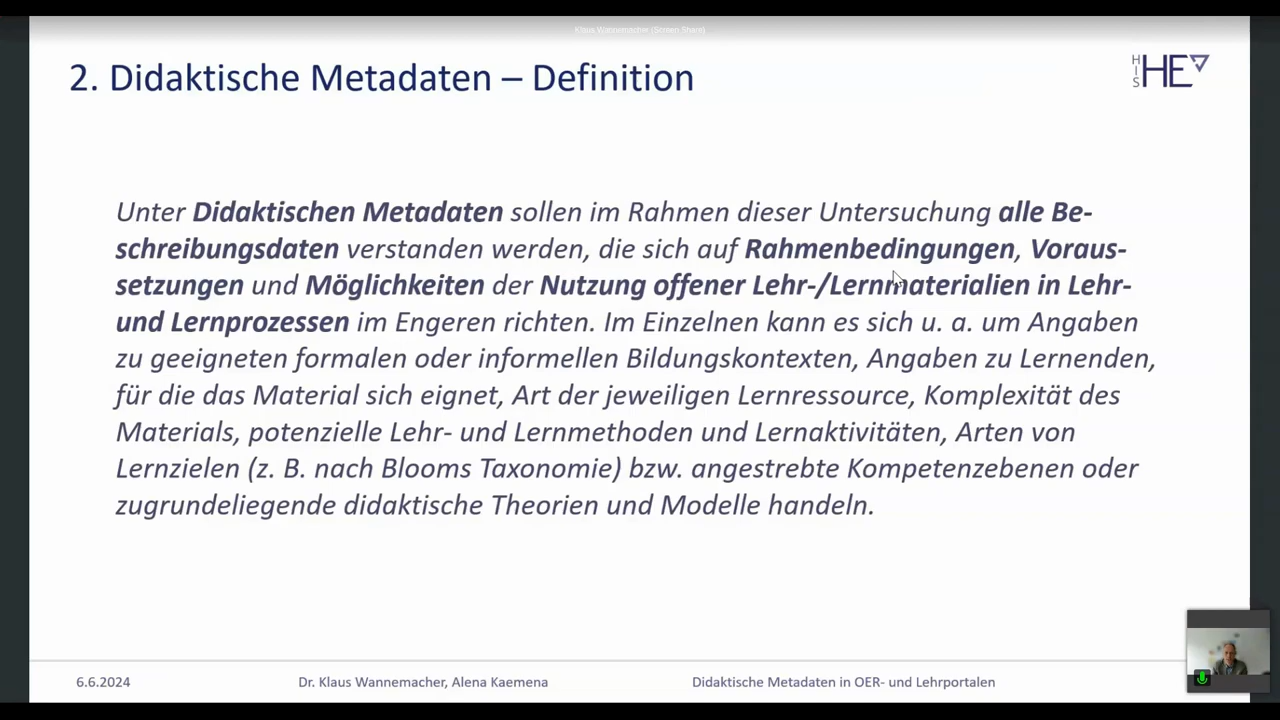 Klaus Wannemacher (Screen Share)
2. Didaktische Metadaten – Definition
HIS HE
Unter Didaktischen Metadaten sollen im Rahmen dieser Untersuchung alle Be-
schreibungsdaten verstanden werden, die sich auf Rahmenbedingungen, Voraus-
setzungen und Möglichkeiten der Nutzung offener Lehr-/Lernmaterialien in Lehr-
und Lernprozessen im Engeren richten. Im Einzelnen kann es sich u. a. um Angaben
zu geeigneten formalen oder informellen Bildungskontexten, Angaben zu Lernenden,
für die das Material sich eignet, Art der jeweiligen Lernressource, Komplexität des
Materials, potenzielle Lehr- und Lernmethoden und Lernaktivitäten, Arten von
Lernzielen (z. B. nach Blooms Taxonomie) bzw. angestrebte Kompetenzebenen oder
zugrundeliegende didaktische Theorien und Modelle handeln.
6.6.2024 Dr. Klaus Wannemacher, Alena Kaemena Didaktische Metadaten in OER- und Lehrportalen